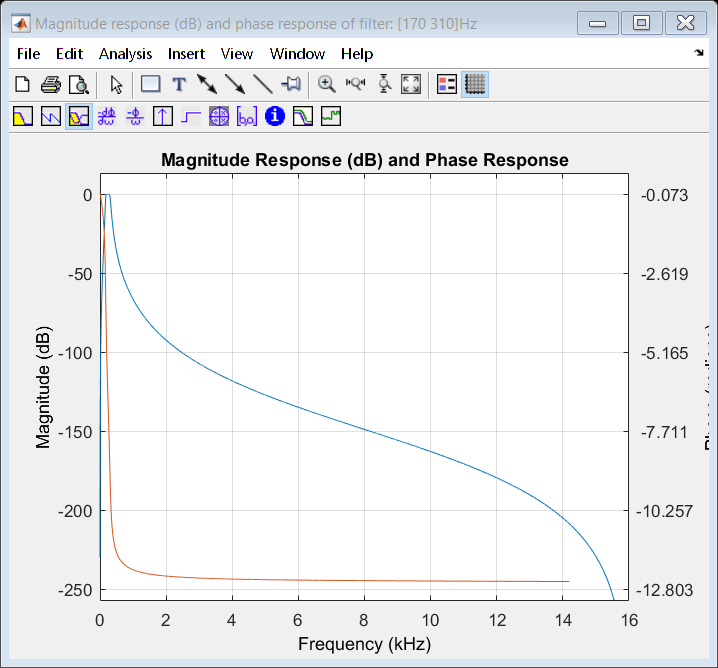 Magnitude response (dB) and phase response of filter: [170 310]Hz
File Edit Analysis Insert View Window Help
Magnitude Response (dB) and Phase Response
0
-50
-100
-150
-200
-250
Magnitude (dB)
-0.073
-2.619
-5.165
-7.711
-10.257
-12.803
0 2 4 6 8 10 12 14 16
Frequency (kHz)